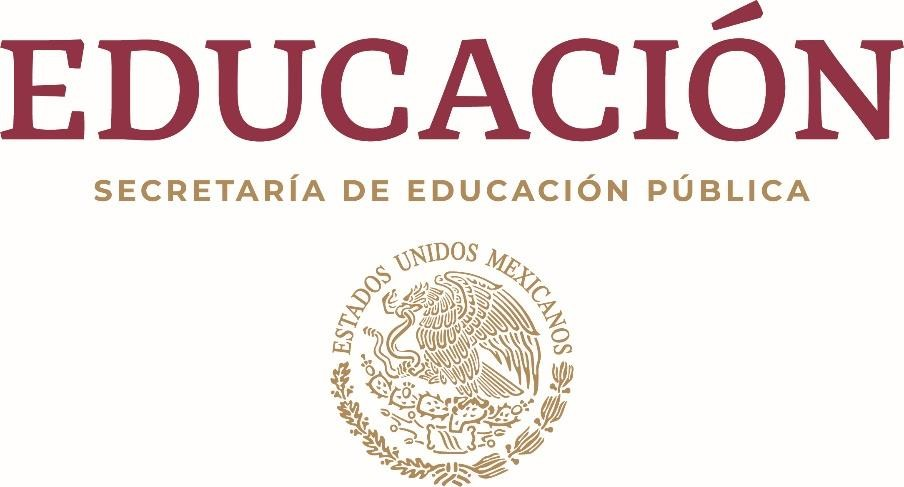 EDUCACIÓN
SECRETARÍA DE EDUCACIÓN PÚBLICA
ESTADOS UNIDOS MEXICANOS